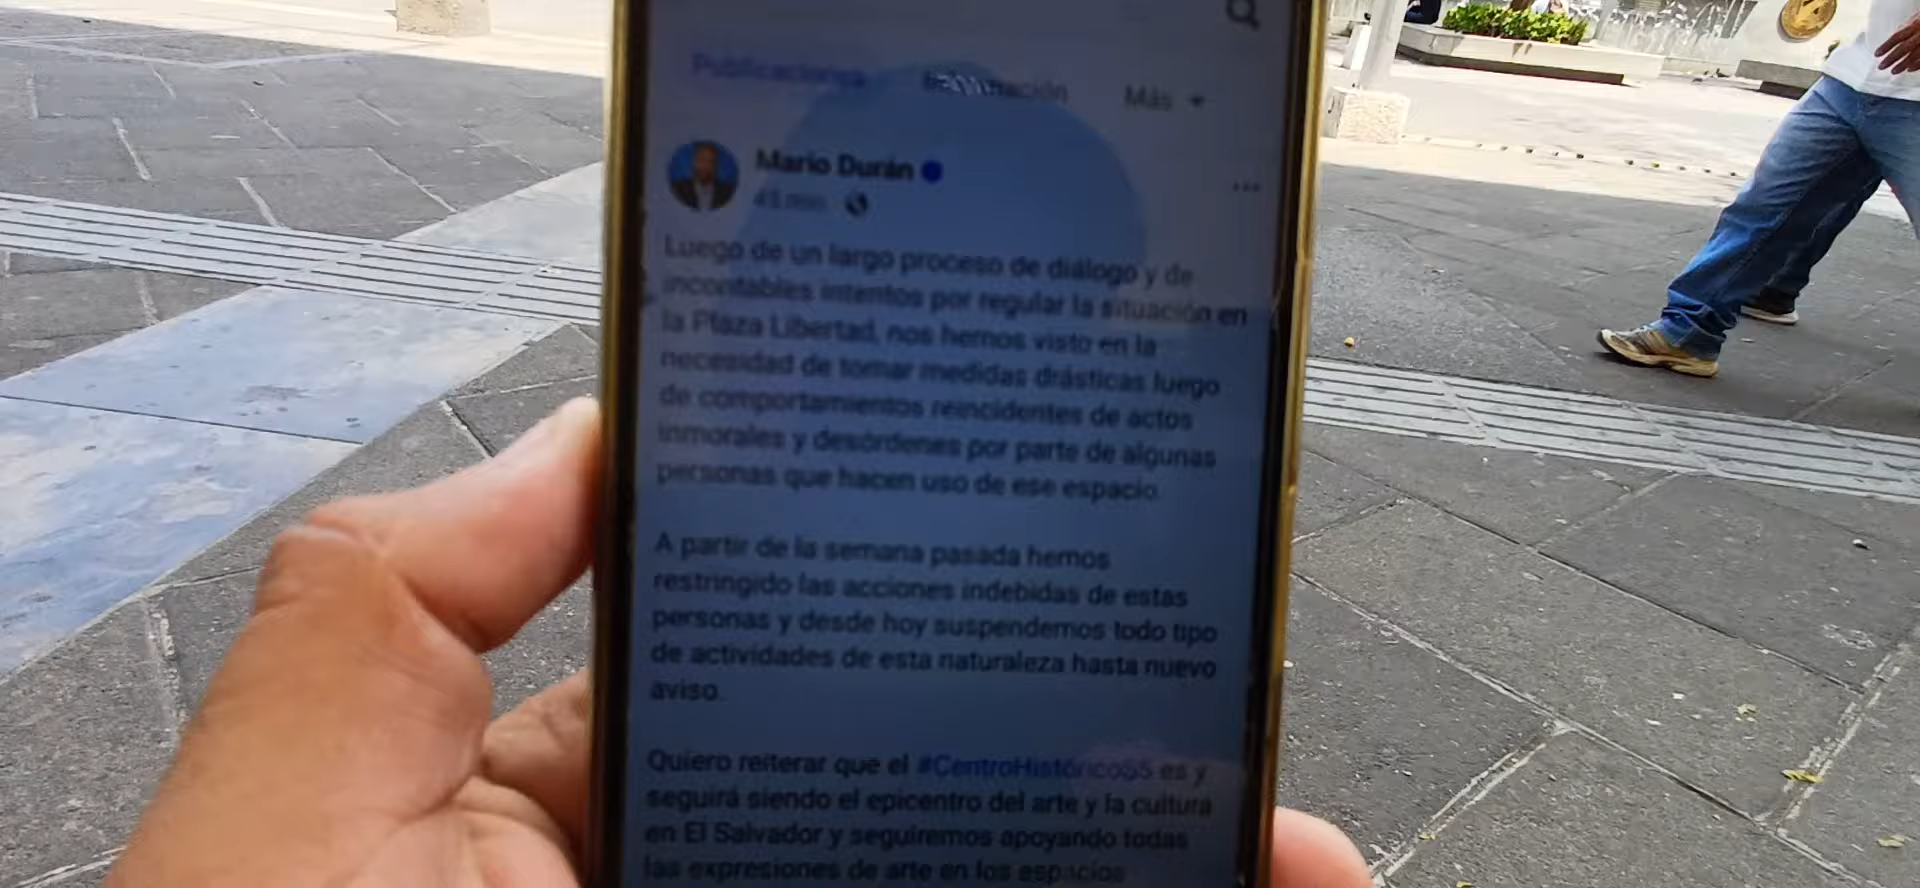 Publicaciones Más
Mario Durán
Luego de un largo proceso de diálogo y de
incontables intentos por regular la situación en
la Plaza Libertad, nos hemos visto en la
necesidad de tomar medidas drásticas luego
de comportamientos reincidentes de actos
inmorales y desórdenes por parte de algunas
personas que hacen uso de ese espacio.
A partir de la semana pasada hemos
restringido las acciones indebidas de estas
personas y desde hoy suspendemos todo tipo
de actividades de esta naturaleza hasta nuevo
aviso.
Quiero reiterar que el #CentroHistóricoSS es y
seguirá siendo el epicentro del arte y la cultura
en El Salvador y seguiremos apoyando todas
las expresiones de arte en los espacios